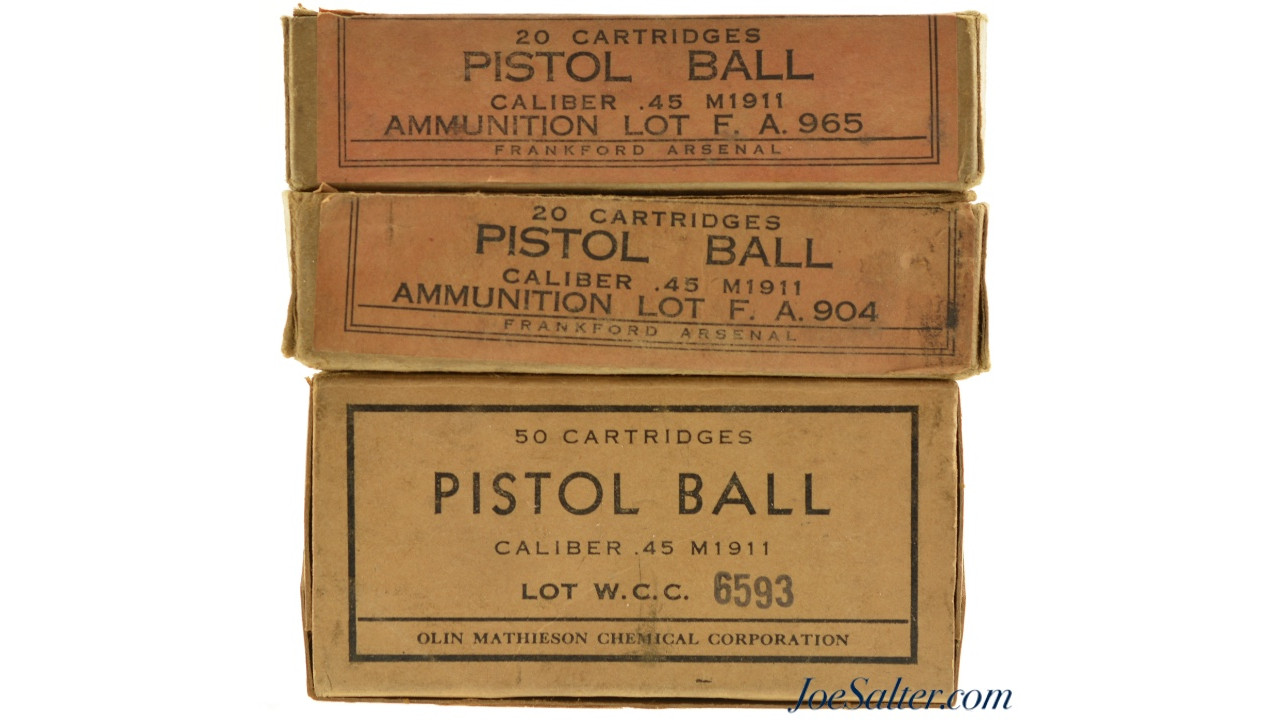 20 CARTRIDGES
PISTOL BALL
CALIBER .45 M1911
AMMUNITION LOT F. A. 965
FRANKFORD ARSENAL
20 CARTRIDGES
PISTOL BALL
CALIBER .45 M1911
AMMUNITION LOT F. A. 904
FRANKFORD ARSENAL
50 CARTRIDGES
PISTOL BALL
CALIBER .45 M1911
LOT W.C.C. 6593
OLIN MATHIESON CHEMICAL CORPORATION
JoeSalter.com